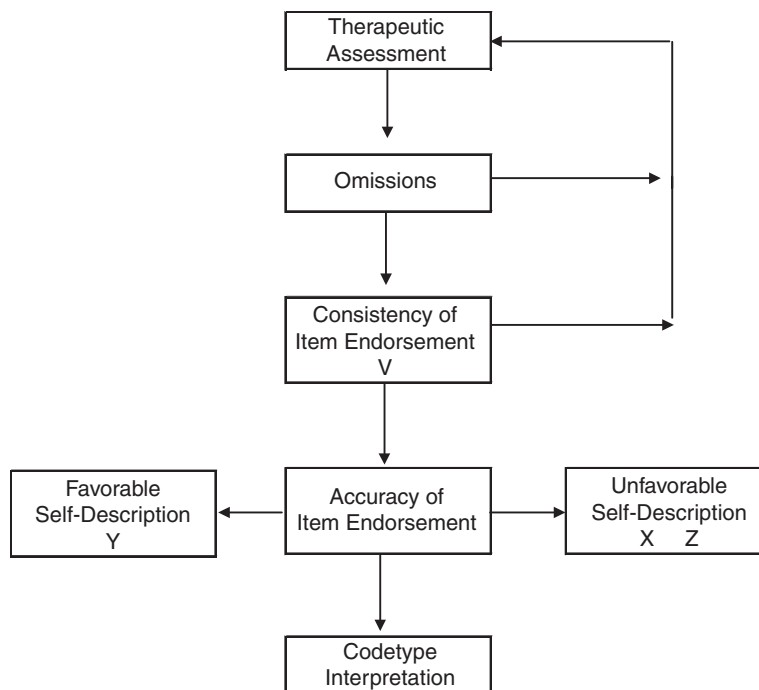 Therapeutic
Assessment
Omissions
Consistency of
Item Endorsement
V
Favorable
Self-Description
Y
Accuracy of
Item Endorsement
Unfavorable
Self-Description
X Z
Codetype
Interpretation